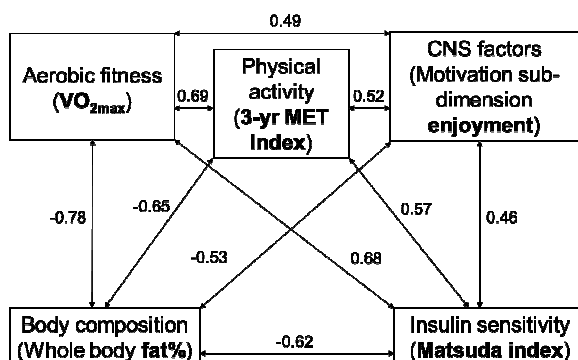 0.49
Aerobic fitness
(VO2max)
0.69
Physical
activity
(3-yr MET
Index)
0.52
CNS factors
(Motivation sub-
dimension
enjoyment)
-0.78
-0.65
-0.53
0.68
0.57
0.46
Body composition
(Whole body fat%)
-0.62
Insulin sensitivity
(Matsuda index)